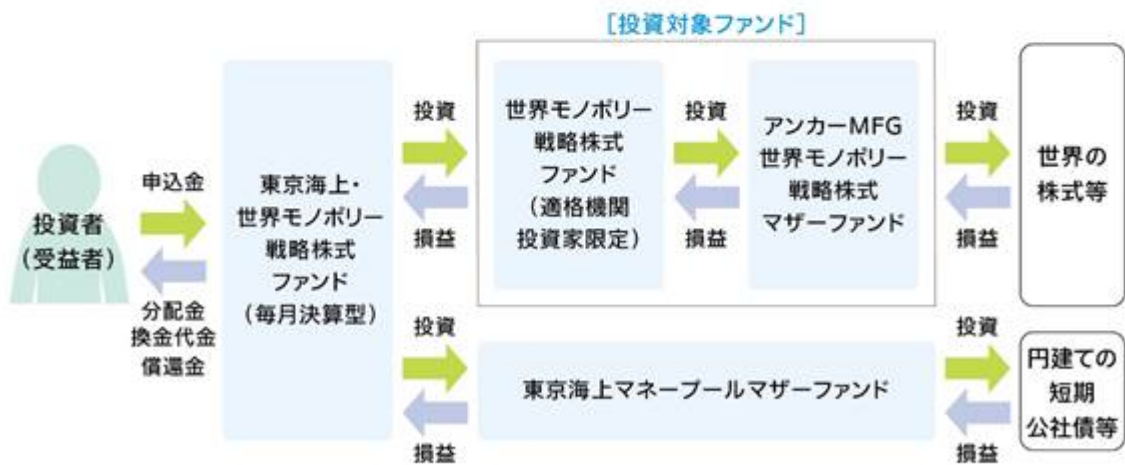 [投資対象ファンド]
投資者
(受益者)
申込金
分配金
換金代金
償還金
東京海上・
世界モノポリー
戦略株式
ファンド
(毎月決算型)
投資
損益
世界モノポリー
戦略株式
ファンド
(適格機関
投資家限定)
投資
損益
アンカーMFG
世界モノポリー
戦略株式
マザーファンド
投資
損益
世界の
株式等
投資
損益
東京海上マネープールマザーファンド
投資
損益
円建ての
短期
公社債等